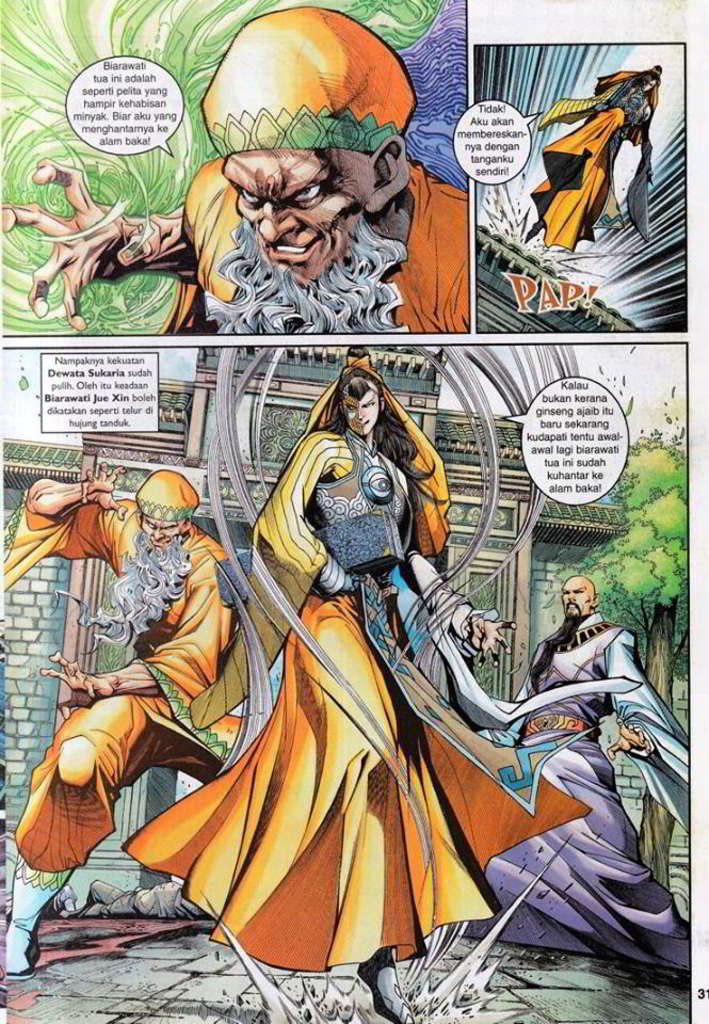 Biarawati
tua ini adalah
seperti pelita yang
hampir kehabisan
minyak. Biar aku yang
menghantarnya ke
alam baka!
Tidak!
Aku akan
membereskan-
nya dengan
tanganku
sendiri!
PAP!
Nampaknya kekuatan
Dewata Sukaria sudah
pulih. Oleh itu keadaan
Biarawati Jue Xin boleh
dikatakan seperti telur di
hujung tanduk.
Kalau
bukan kerana
ginseng ajaib itu
baru sekarang
kudapati tentu awal-
awal lagi biarawati
tua ini sudah
kuhantar ke
alam baka!
31